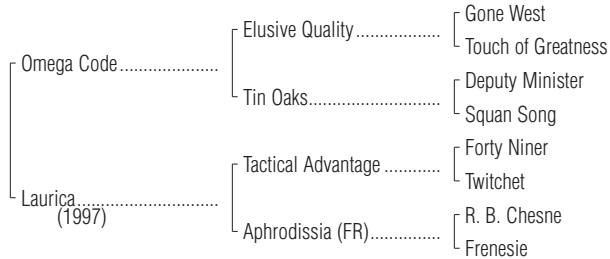 Gone West
Elusive Quality..................
Touch of Greatness
Omega Code.....................
Deputy Minister
Tin Oaks............................
Squan Song
Forty Niner
Tactical Advantage ............
Twitchet
Laurica..............................
(1997)
R. B. Chesne
Aphrodissia (FR)...............
Frenesie